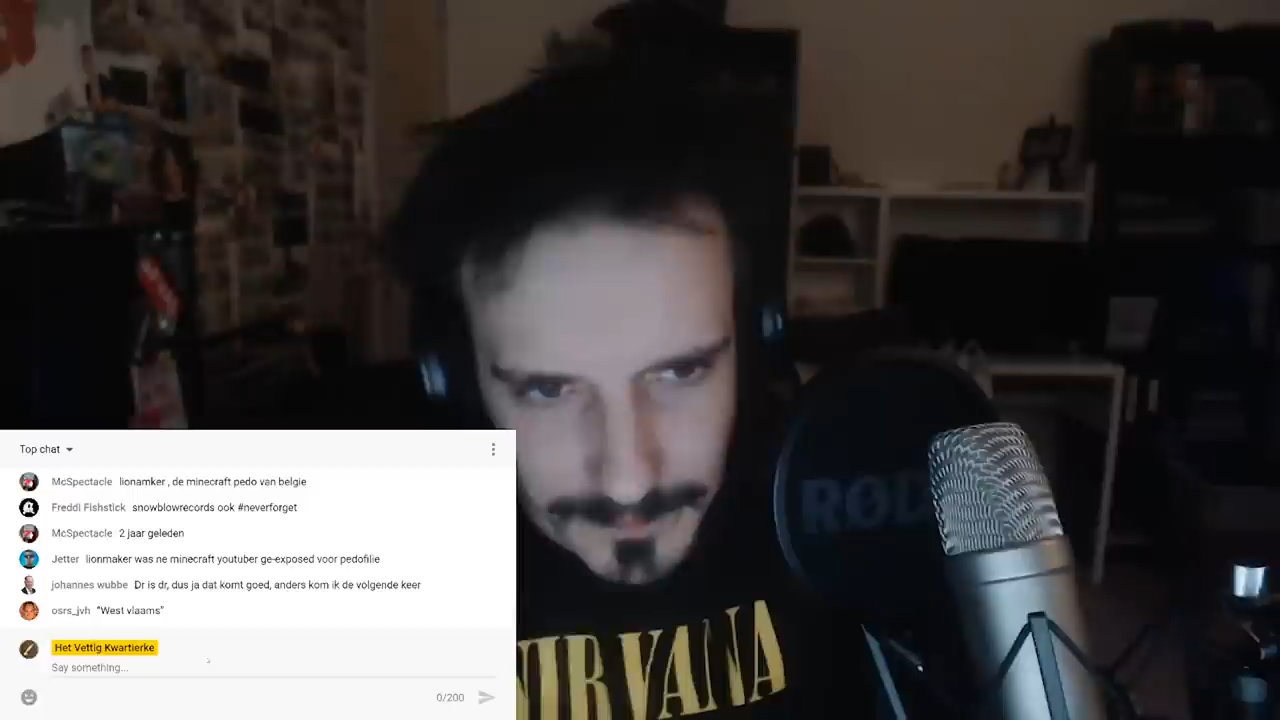 Top chat
McSpectacle lionamker , de minecraft pedo van belgie
Freddi Fishstick snowblowrecords ook #neverforget
McSpectacle 2 jaar geleden
Jetter lionmaker was ne minecraft youtuber ge-exposed voor pedofilie
johannes wubbe Dr is dr, dus ja dat komt goed, anders kom ik de volgende keer
osrs_jvh "West vlaams"
Het Vettig Kwartierke
Say something...
0/200
RØD
NIRVANA